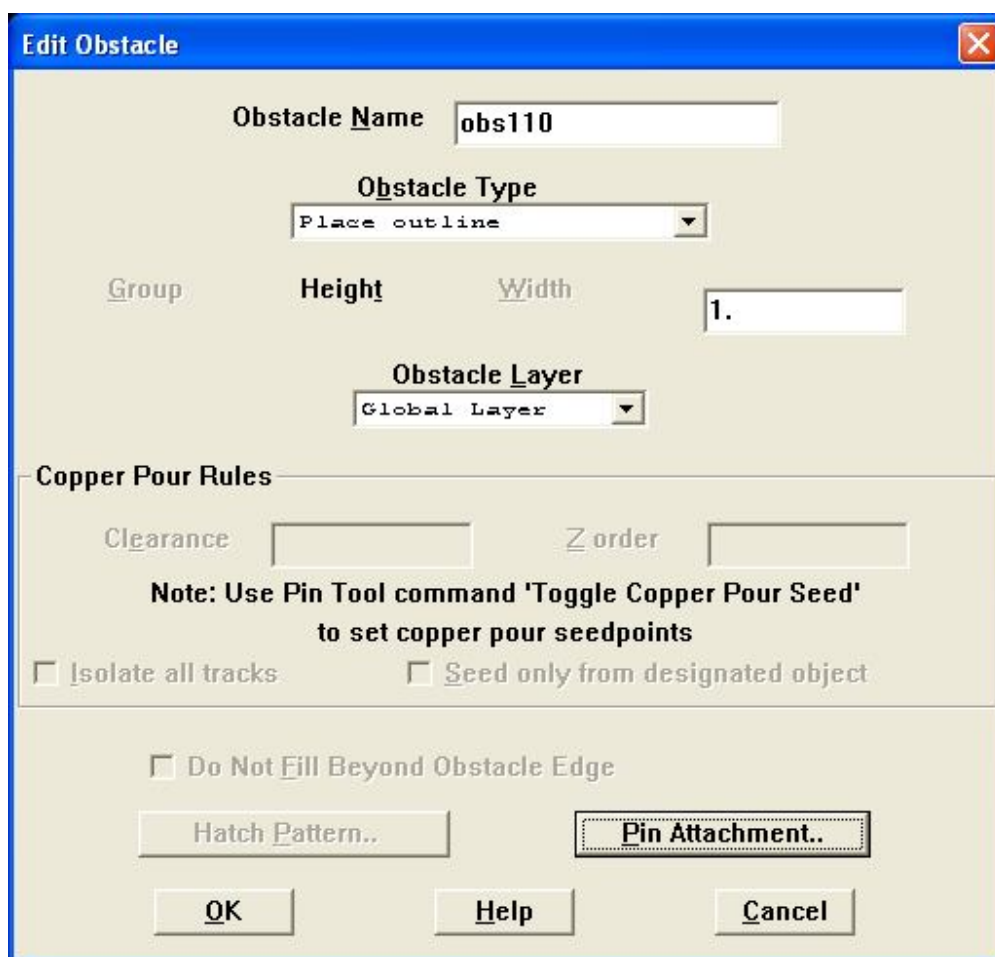 Edit Obstacle
Obstacle Name obs110
Obstacle Type
Place outline
Group Height Width 1.
Obstacle Layer
Global Layer
Copper Pour Rules
Clearance Z order
Note: Use Pin Tool command 'Toggle Copper Pour Seed'
to set copper pour seedpoints
Isolate all tracks Seed only from designated object
Do Not Fill Beyond Obstacle Edge
Hatch Pattern.. Pin Attachment..
OK Help Cancel